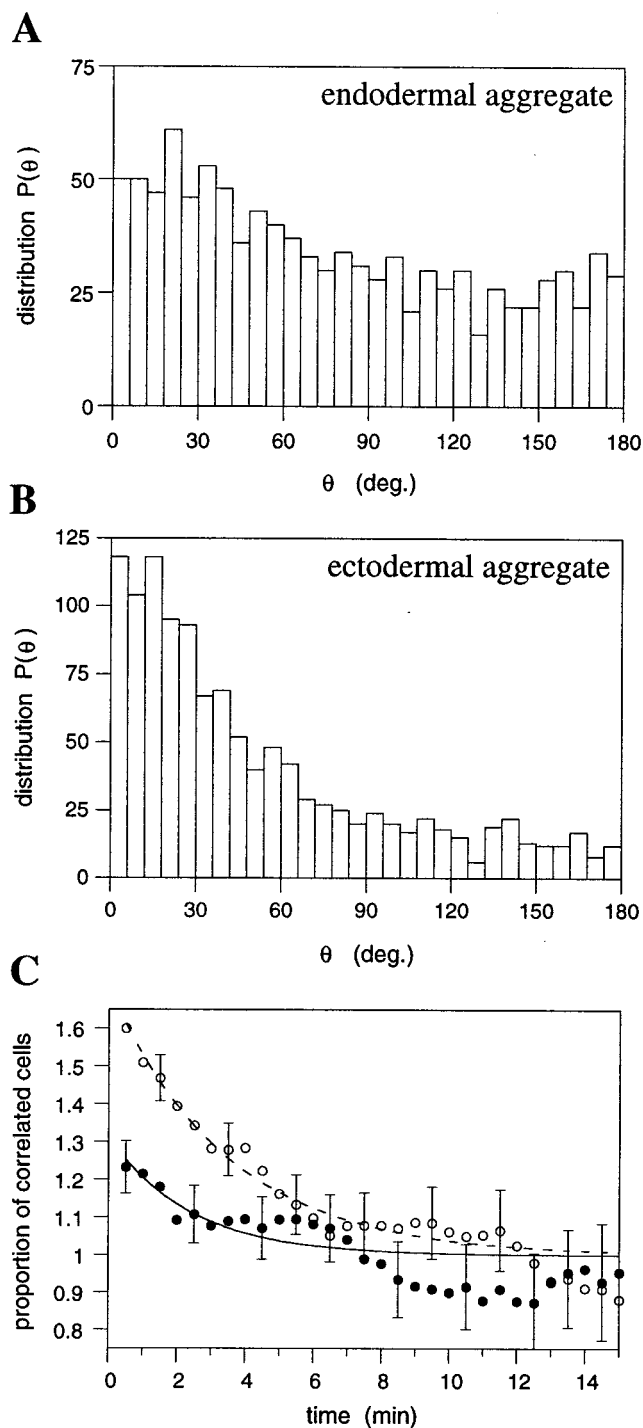 A
75
endodermal aggregate
distribution P(θ)
50
25
0
0 30 60 90 120 150 180
θ (deg.)
B
125
ectodermal aggregate
100
distribution P(θ)
75
50
25
0
0 30 60 90 120 150 180
θ (deg.)
C
1.6
1.5
proportion of correlated cells
1.4
1.3
1.2
1.1
1
0.9
0.8
0 2 4 6 8 10 12 14
time (min)